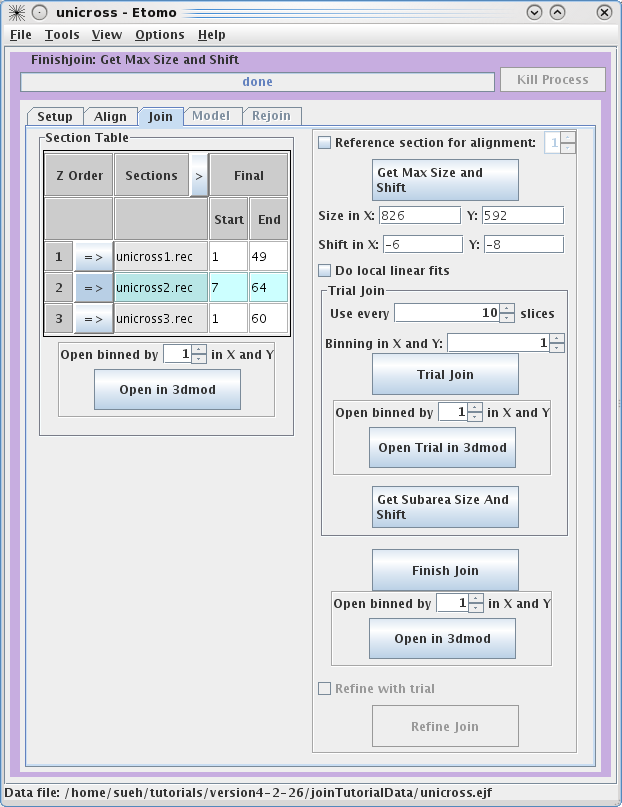 unicross - Etomo
File Tools View Options Help
Finishjoin: Get Max Size and Shift
done
Kill Process
Setup Align Join Model Rejoin
Section Table
Z Order Sections > Final
Start End
1 => unicross1.rec 1 49
2 => unicross2.rec 7 64
3 => unicross3.rec 1 60
Open binned by 1 in X and Y
Open in 3dmod
Reference section for alignment: 1
Get Max Size and
Shift
Size in X: 826 Y: 592
Shift in X: -6 Y: -8
Do local linear fits
Trial Join
Use every 10 slices
Binning in X and Y: 1
Trial Join
Open binned by 1 in X and Y
Open Trial in 3dmod
Get Subarea Size And
Shift
Finish Join
Open binned by 1 in X and Y
Open in 3dmod
Refine with trial
Refine Join
Data file: /home/sueh/tutorials/version4-2-26/joinTutorialData/unicross.ejf